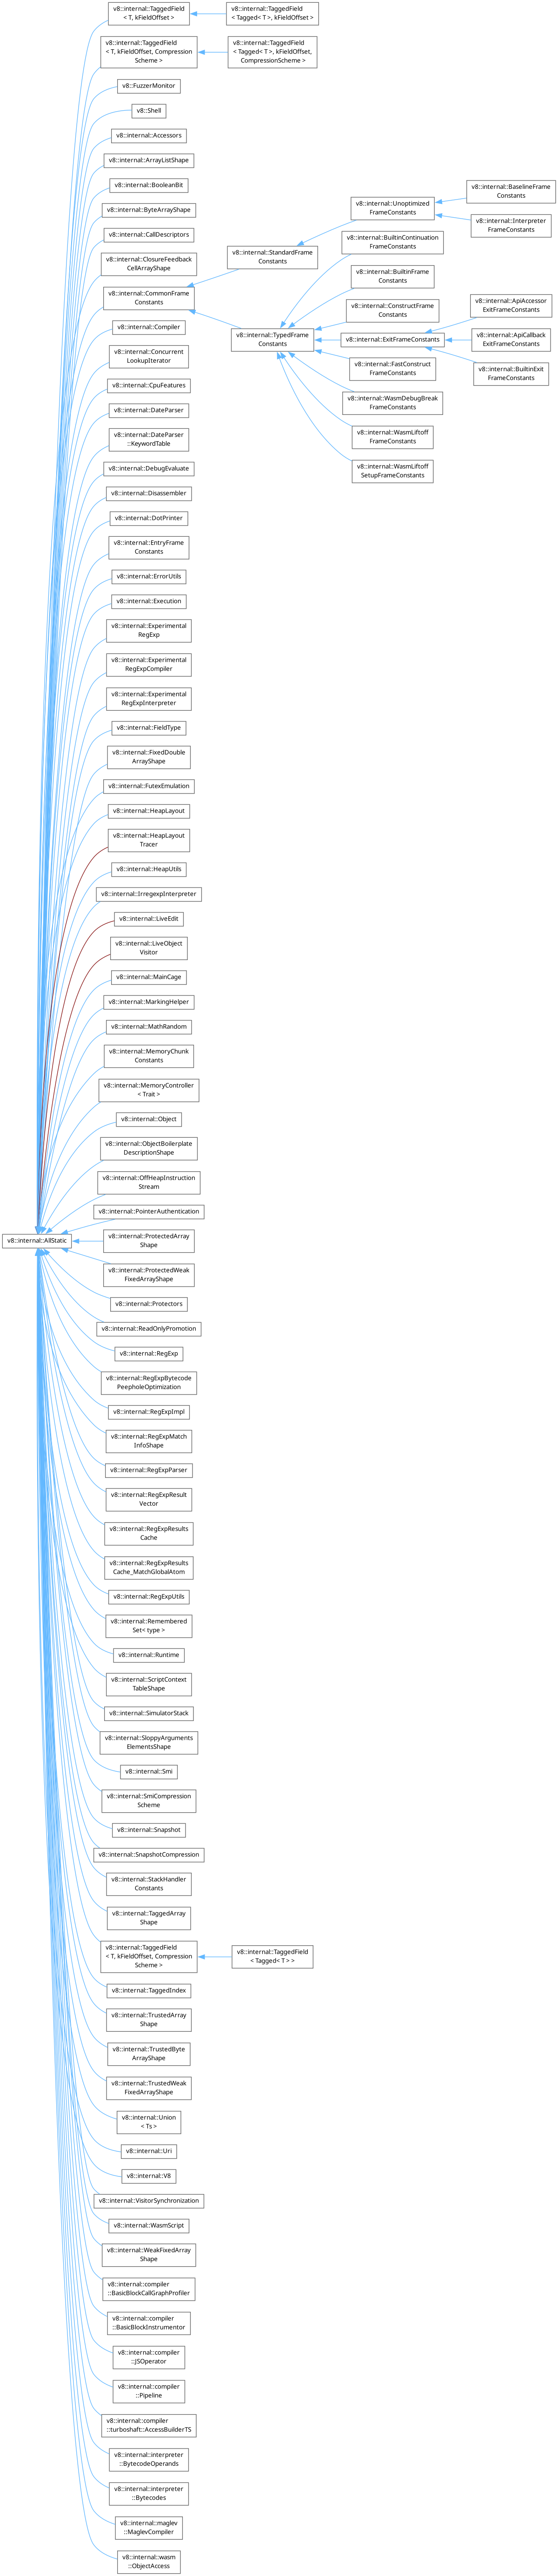 v8::internal::TaggedField
< T, kFieldOffset >
v8::internal::TaggedField
< Tagged< T >, kFieldOffset >
v8::internal::TaggedField
< T, kFieldOffset, Compression
Scheme >
v8::internal::TaggedField
< Tagged< T >, kFieldOffset,
CompressionScheme >
v8::FuzzerMonitor
v8::Shell
v8::internal::Accessors
v8::internal::ArrayListShape
v8::internal::BooleanBit
v8::internal::ByteArrayShape
v8::internal::CallDescriptors
v8::internal::ClosureFeedback
CellArrayShape
v8::internal::CommonFrame
Constants
v8::internal::StandardFrame
Constants
v8::internal::Unoptimized
FrameConstants
v8::internal::BaselineFrame
Constants
v8::internal::Interpreter
FrameConstants
v8::internal::TypedFrame
Constants
v8::internal::BuiltinContinuation
FrameConstants
v8::internal::BuiltinFrame
Constants
v8::internal::ConstructFrame
Constants
v8::internal::ExitFrameConstants
v8::internal::ApiAccessor
ExitFrameConstants
v8::internal::ApiCallback
ExitFrameConstants
v8::internal::BuiltinExit
FrameConstants
v8::internal::FastConstruct
FrameConstants
v8::internal::WasmDebugBreak
FrameConstants
v8::internal::WasmLiftoff
FrameConstants
v8::internal::WasmLiftoff
SetupFrameConstants
v8::internal::Compiler
v8::internal::Concurrent
LookupIterator
v8::internal::CpuFeatures
v8::internal::DateParser
v8::internal::DateParser
::KeywordTable
v8::internal::DebugEvaluate
v8::internal::Disassembler
v8::internal::DotPrinter
v8::internal::EntryFrame
Constants
v8::internal::ErrorUtils
v8::internal::Execution
v8::internal::Experimental
RegExp
v8::internal::Experimental
RegExpCompiler
v8::internal::Experimental
RegExpInterpreter
v8::internal::FieldType
v8::internal::FixedDouble
ArrayShape
v8::internal::FutexEmulation
v8::internal::HeapLayout
v8::internal::HeapLayout
Tracer
v8::internal::HeapUtils
v8::internal::IrregexpInterpreter
v8::internal::LiveEdit
v8::internal::LiveObject
Visitor
v8::internal::MainCage
v8::internal::MarkingHelper
v8::internal::MathRandom
v8::internal::MemoryChunk
Constants
v8::internal::MemoryController
< Trait >
v8::internal::Object
v8::internal::ObjectBoilerplate
DescriptionShape
v8::internal::OffHeapInstruction
Stream
v8::internal::PointerAuthentication
v8::internal::AllStatic
v8::internal::ProtectedArray
Shape
v8::internal::ProtectedWeak
FixedArrayShape
v8::internal::Protectors
v8::internal::ReadOnlyPromotion
v8::internal::RegExp
v8::internal::RegExpBytecode
PeepholeOptimization
v8::internal::RegExpImpl
v8::internal::RegExpMatch
InfoShape
v8::internal::RegExpParser
v8::internal::RegExpResult
Vector
v8::internal::RegExpResults
Cache
v8::internal::RegExpResults
Cache_MatchGlobalAtom
v8::internal::RegExpUtils
v8::internal::Remembered
Set< type >
v8::internal::Runtime
v8::internal::ScriptContext
TableShape
v8::internal::SimulatorStack
v8::internal::SloppyArguments
ElementsShape
v8::internal::Smi
v8::internal::SmiCompression
Scheme
v8::internal::Snapshot
v8::internal::SnapshotCompression
v8::internal::StackHandler
Constants
v8::internal::TaggedArray
Shape
v8::internal::TaggedField
< T, kFieldOffset, Compression
Scheme >
v8::internal::TaggedField
< Tagged< T > >
v8::internal::TaggedIndex
v8::internal::TrustedArray
Shape
v8::internal::TrustedByte
ArrayShape
v8::internal::TrustedWeak
FixedArrayShape
v8::internal::Union
< Ts >
v8::internal::Uri
v8::internal::V8
v8::internal::VisitorSynchronization
v8::internal::WasmScript
v8::internal::WeakFixedArray
Shape
v8::internal::compiler
::BasicBlockCallGraphProfiler
v8::internal::compiler
::BasicBlockInstrumentor
v8::internal::compiler
::JSOperator
v8::internal::compiler
::Pipeline
v8::internal::compiler
::turboshaft::AccessBuilderTS
v8::internal::interpreter
::BytecodeOperands
v8::internal::interpreter
::Bytecodes
v8::internal::maglev
::MaglevCompiler
v8::internal::wasm
::ObjectAccess